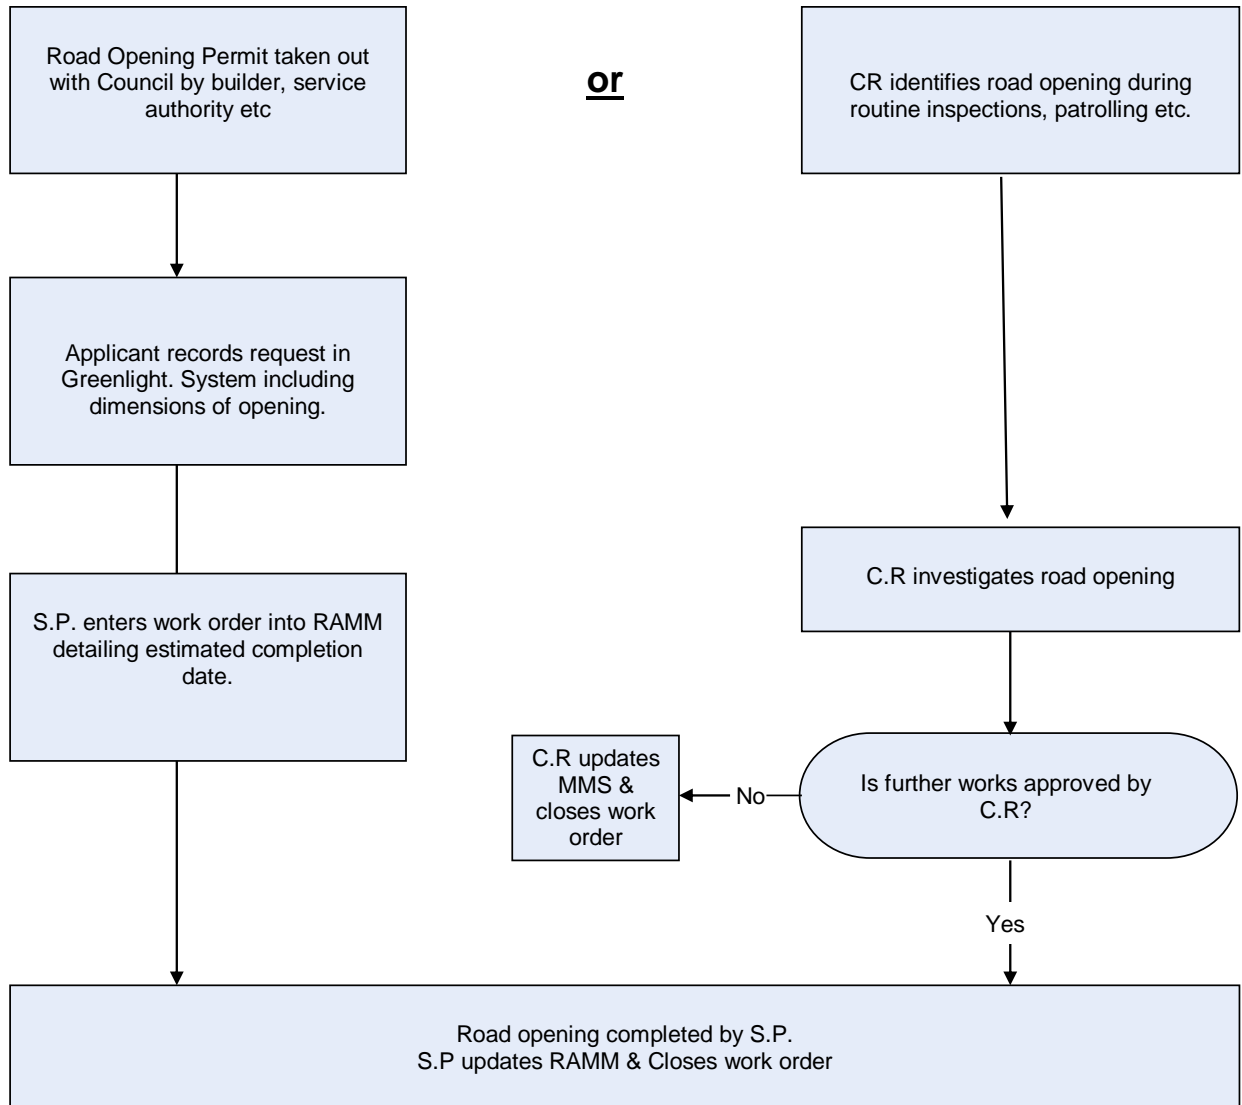 Road Opening Permit taken out
with Council by builder, service
authority etc
or
CR identifies road opening during
routine inspections, patrolling etc.
Applicant records request in
Greenlight. System including
dimensions of opening.
C.R investigates road opening
S.P. enters work order into RAMM
detailing estimated completion
date.
C.R updates
MMS &
closes work
order
No
Is further works approved by
C.R?
Yes
Road opening completed by S.P.
S.P updates RAMM & Closes work order